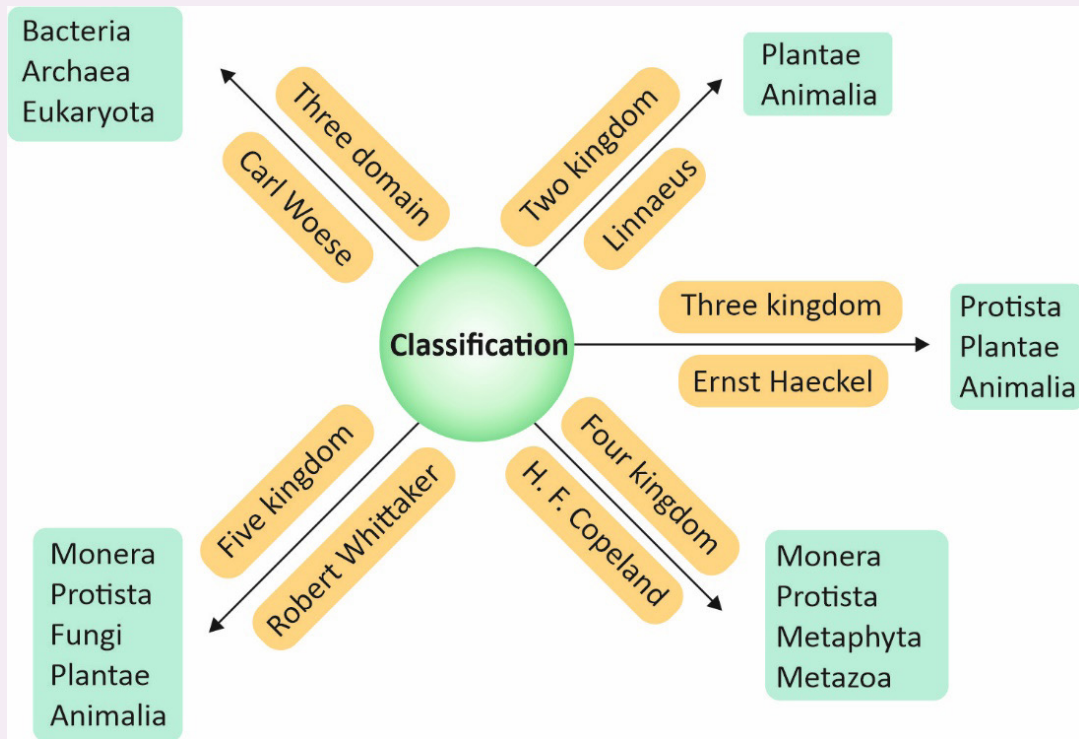 Bacteria
Archaea
Eukaryota
Three domain
Carl Woese
Two kingdom
Linnaeus
Plantae
Animalia
Classification
Three kingdom
Ernst Haeckel
Protista
Plantae
Animalia
Five kingdom
Robert Whittaker
Monera
Protista
Fungi
Plantae
Animalia
Four kingdom
H. F. Copeland
Monera
Protista
Metaphyta
Metazoa